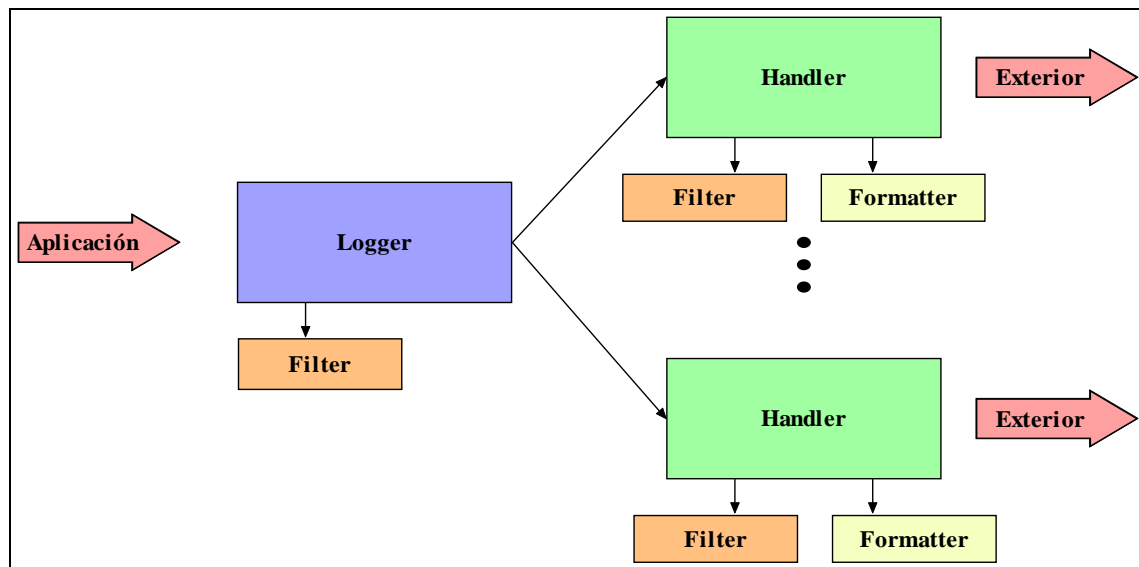 Handler
Exterior
Filter
Formatter
Aplicación
Logger
Filter
Handler
Exterior
Filter
Formatter